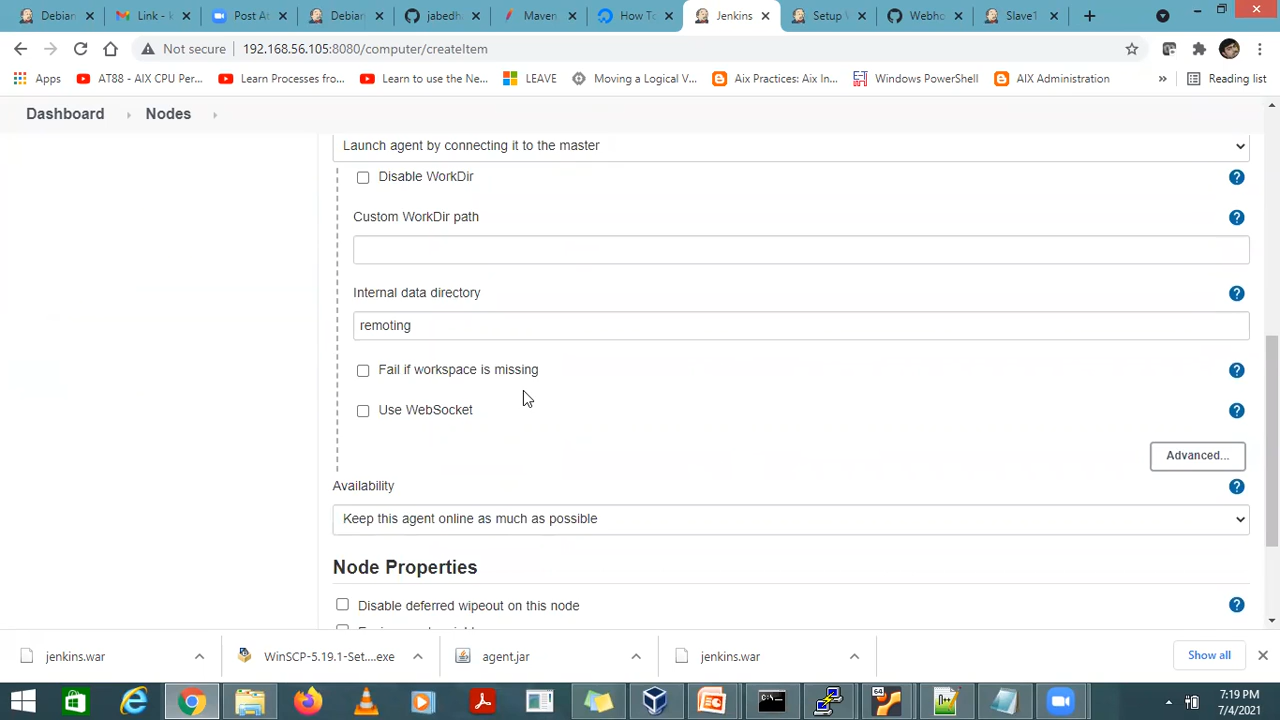 Debian
Link - k
Post At
Debian
jabedha
Maven
How To
Jenkins
Setup W
Webho
Slave1
Not secure
192.168.56.105:8080/computer/createItem
Apps
AT88 - AIX CPU Per...
Learn Processes fro...
Learn to use the Ne...
LEAVE
Moving a Logical V...
Aix Practices: Aix In...
Windows PowerShell
AIX Administration
»
Reading list
Dashboard
Nodes
Launch agent by connecting it to the master
Disable WorkDir
?
Custom WorkDir path
?
Internal data directory
?
remoting
Fail if workspace is missing
?
Use WebSocket
?
Advanced...
Availability
?
Keep this agent online as much as possible
Node Properties
Disable deferred wipeout on this node
?
jenkins.war
WinSCP-5.19.1-Set....exe
agent.jar
jenkins.war
Show all
64
7:19 PM
7/4/2021